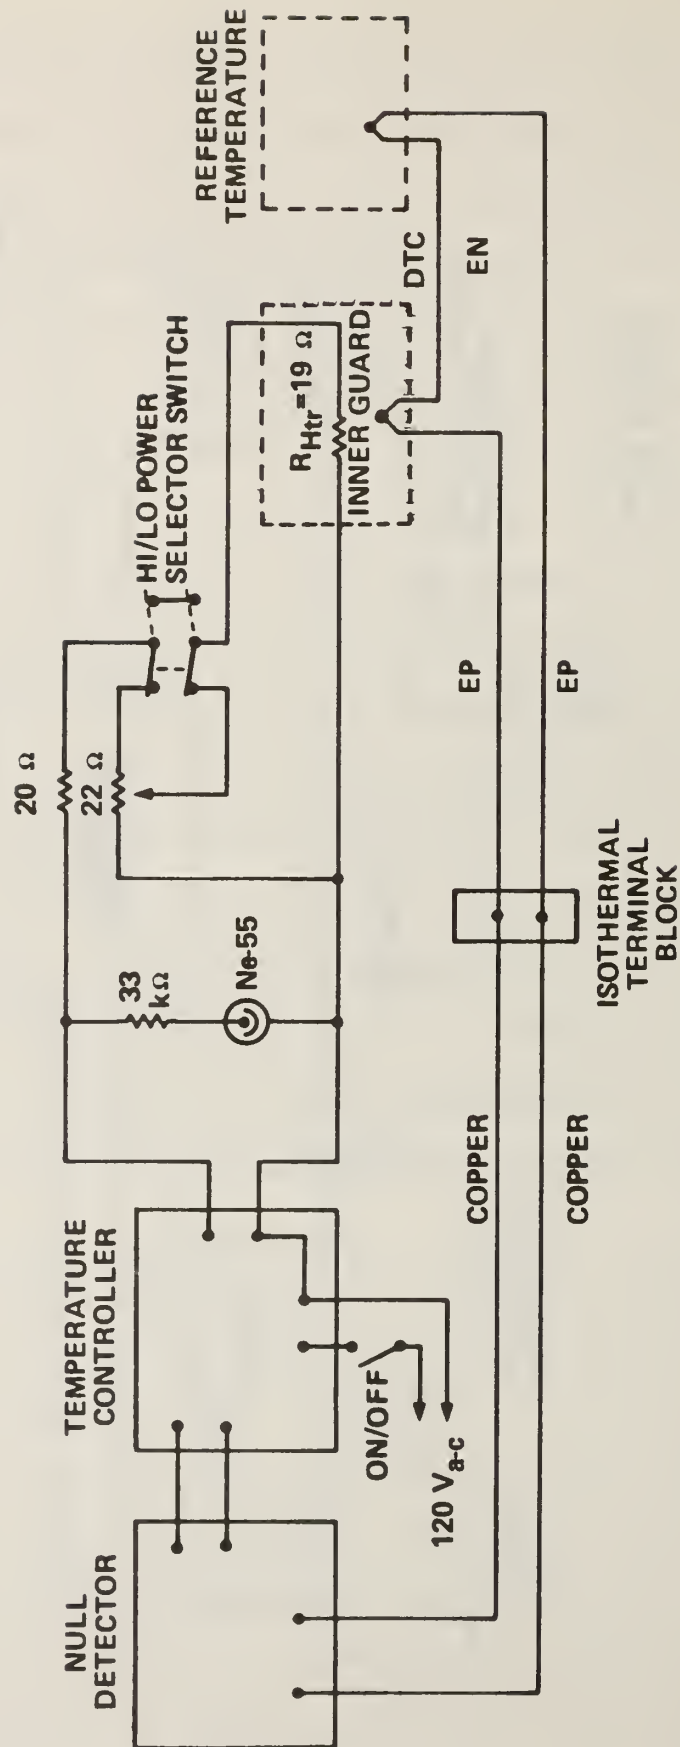 NULL
DETECTOR
TEMPERATURE
CONTROLLER
ON/OFF
120 Va-c
33
kΩ
Ne-55
20 Ω
22 Ω
HI/LO POWER
SELECTOR SWITCH
RHtr=19 Ω
INNER GUARD
REFERENCE
TEMPERATURE
DTC
EN
EP
EP
COPPER
COPPER
ISOTHERMAL
TERMINAL
BLOCK